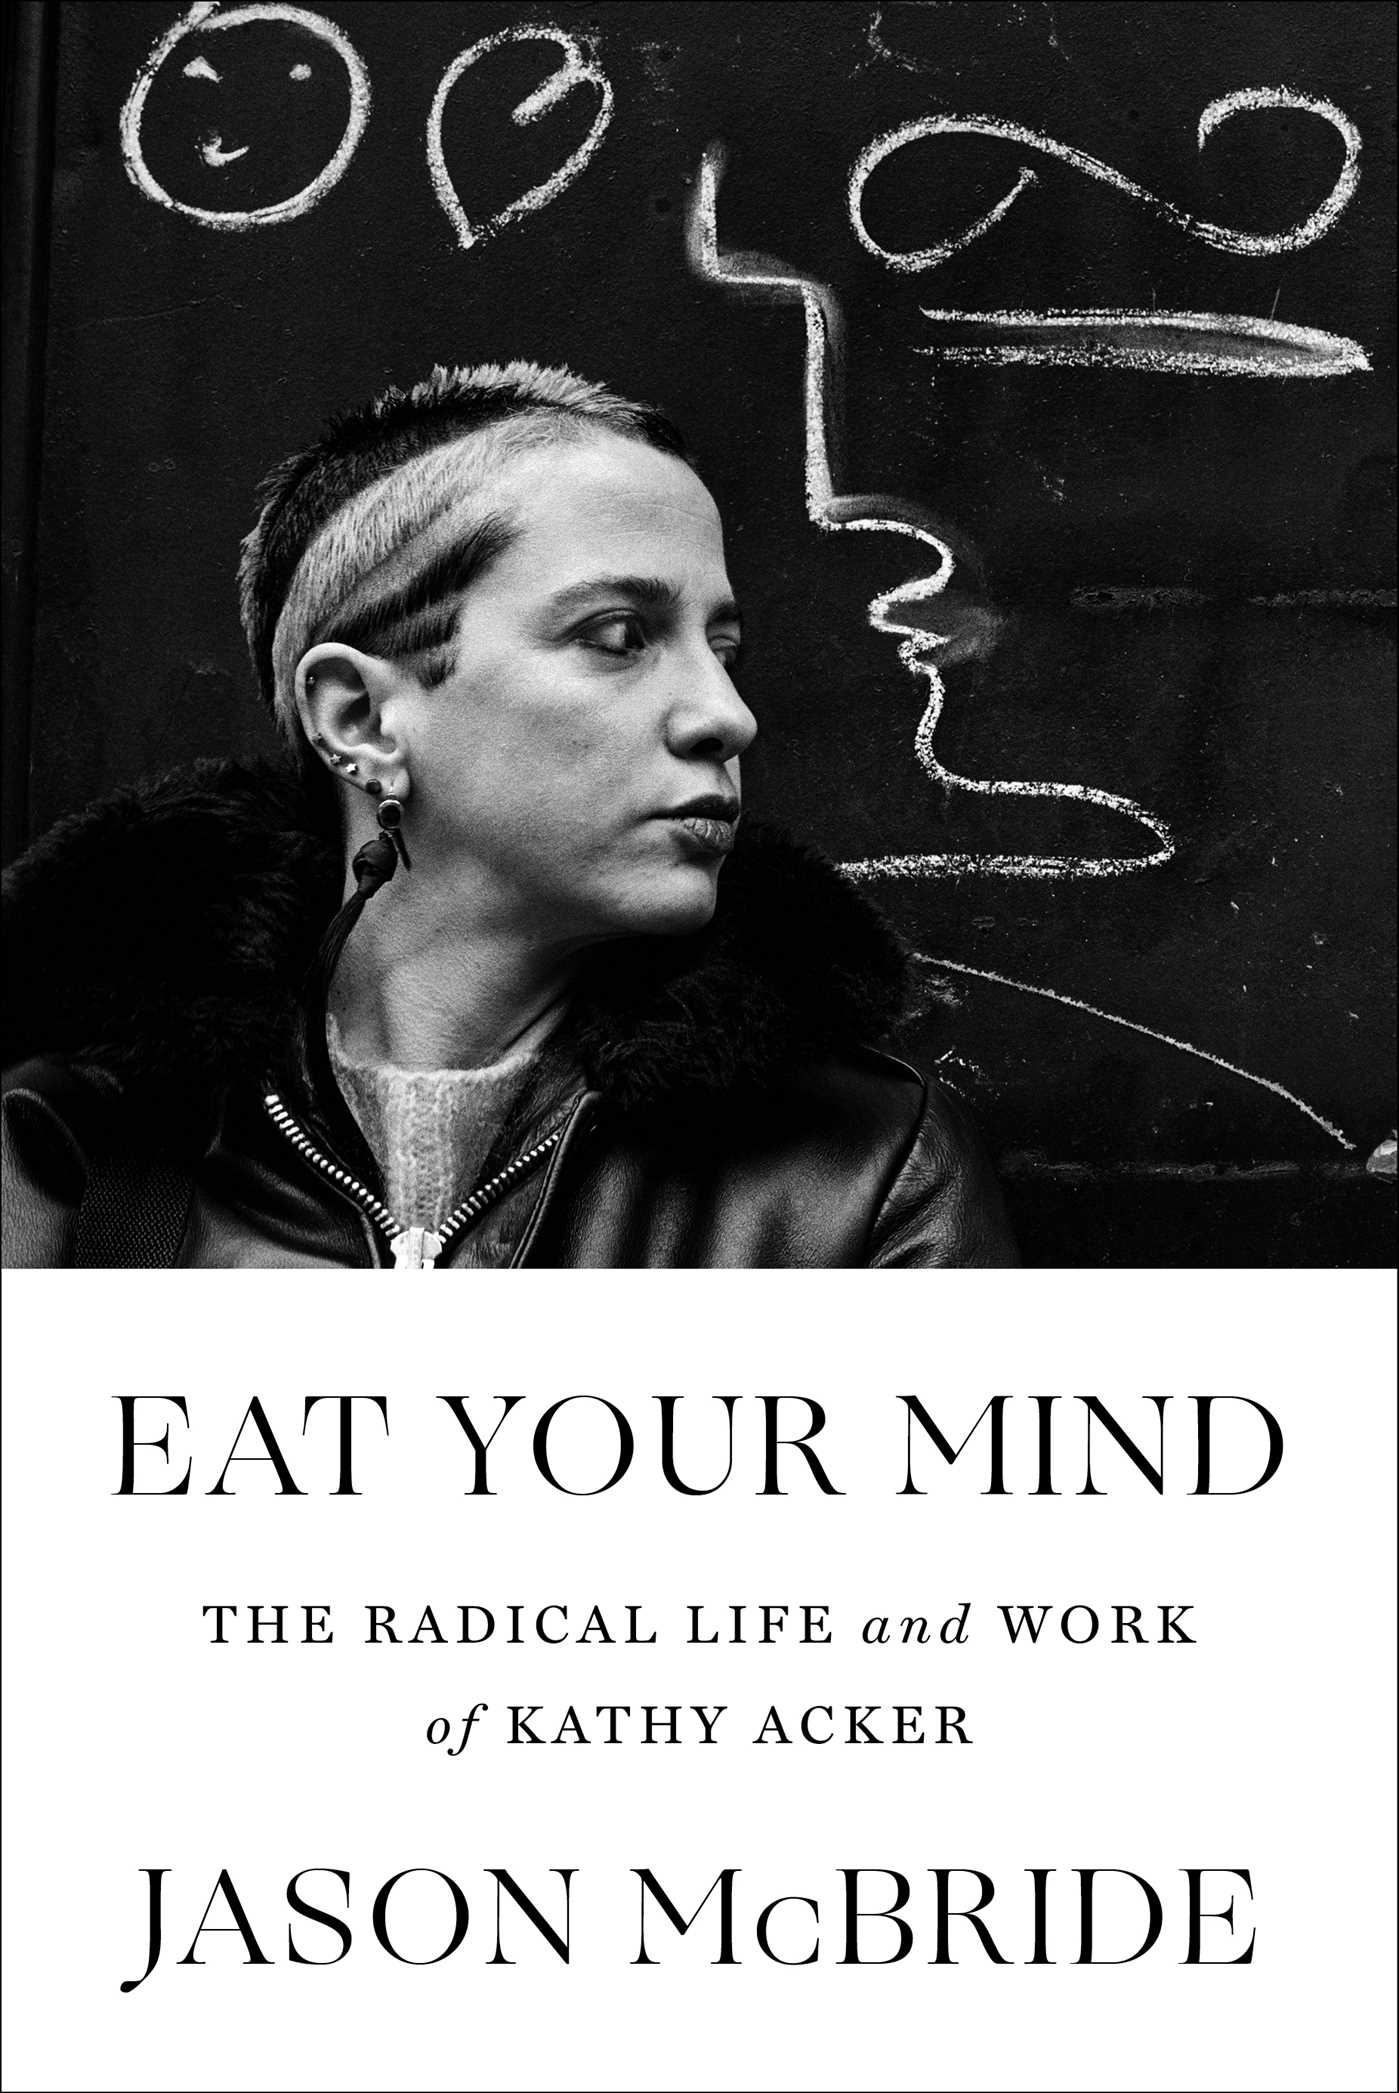 EAT YOUR MIND
THE RADICAL LIFE and WORK
of KATHY ACKER
JASON McBRIDE